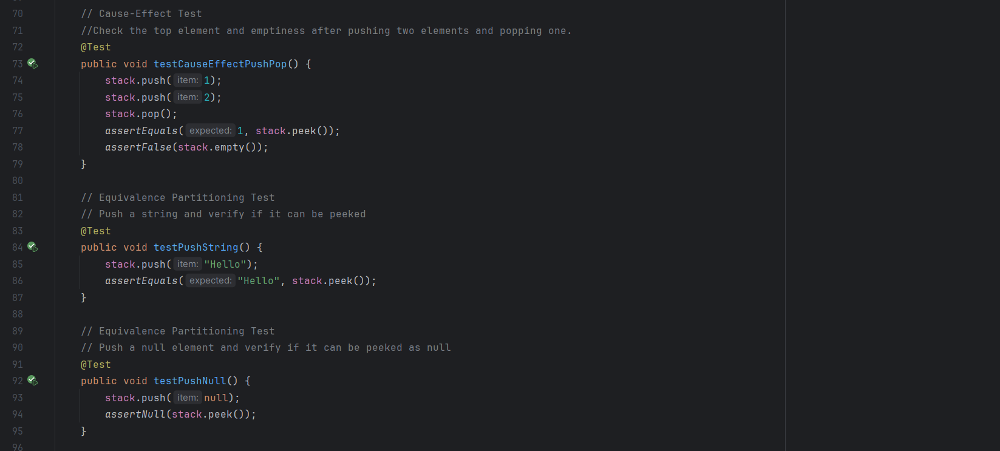 70 // Cause-Effect Test
71 //Check the top element and emptiness after pushing two elements and popping one.
72 @Test
73 public void testCauseEffectPushPop() {
74 stack.push( item: 1);
75 stack.push( item: 2);
76 stack.pop();
77 assertEquals( expected: 1, stack.peek());
78 assertFalse(stack.empty());
79 }
80
81 // Equivalence Partitioning Test
82 // Push a string and verify if it can be peeked
83 @Test
84 public void testPushString() {
85 stack.push( item: "Hello");
86 assertEquals( expected: "Hello", stack.peek());
87 }
88
89 // Equivalence Partitioning Test
90 // Push a null element and verify if it can be peeked as null
91 @Test
92 public void testPushNull() {
93 stack.push( item: null);
94 assertNull(stack.peek());
95 }
96